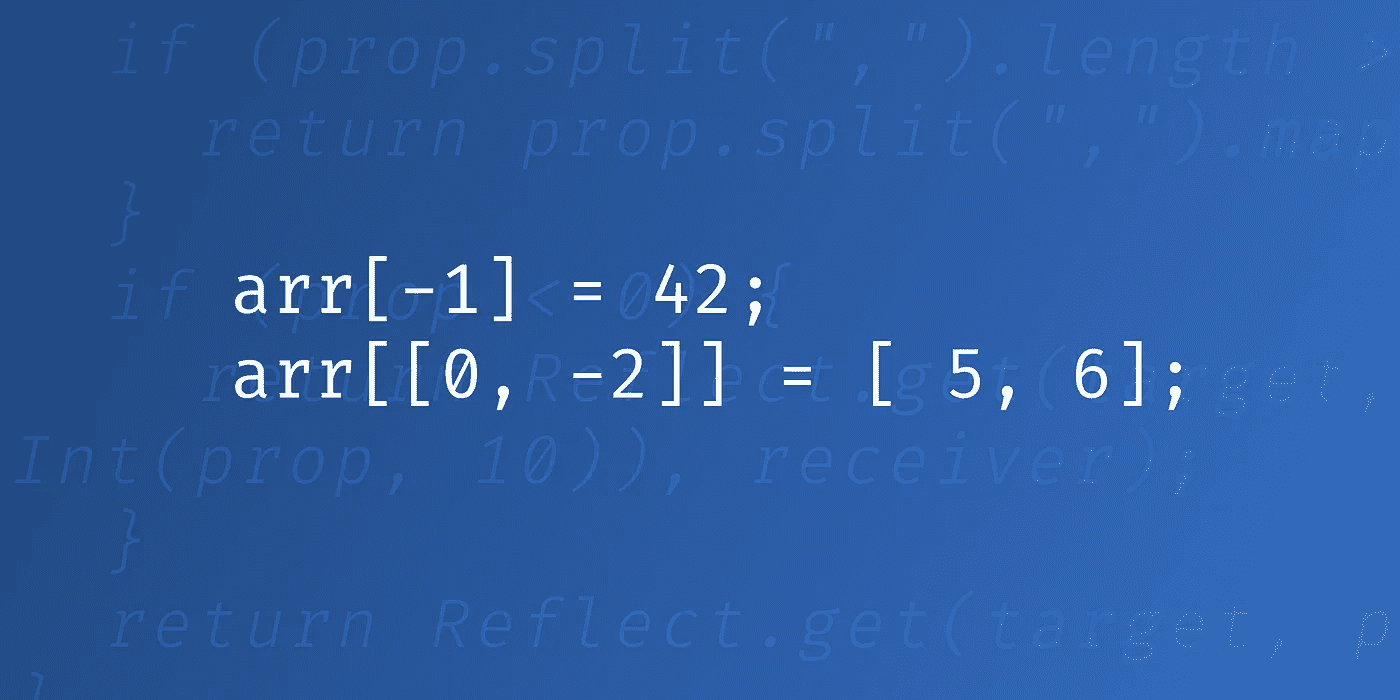 if (prop.split(",").length >
return prop.split(",").map
}
if (prop < 0) {
arr[-1] = 42;
return Reflect.get(target,
arr[[0, -2]] = [ 5, 6];
Int(prop, 10)), receiver);
}
return Reflect.get(target, p
}